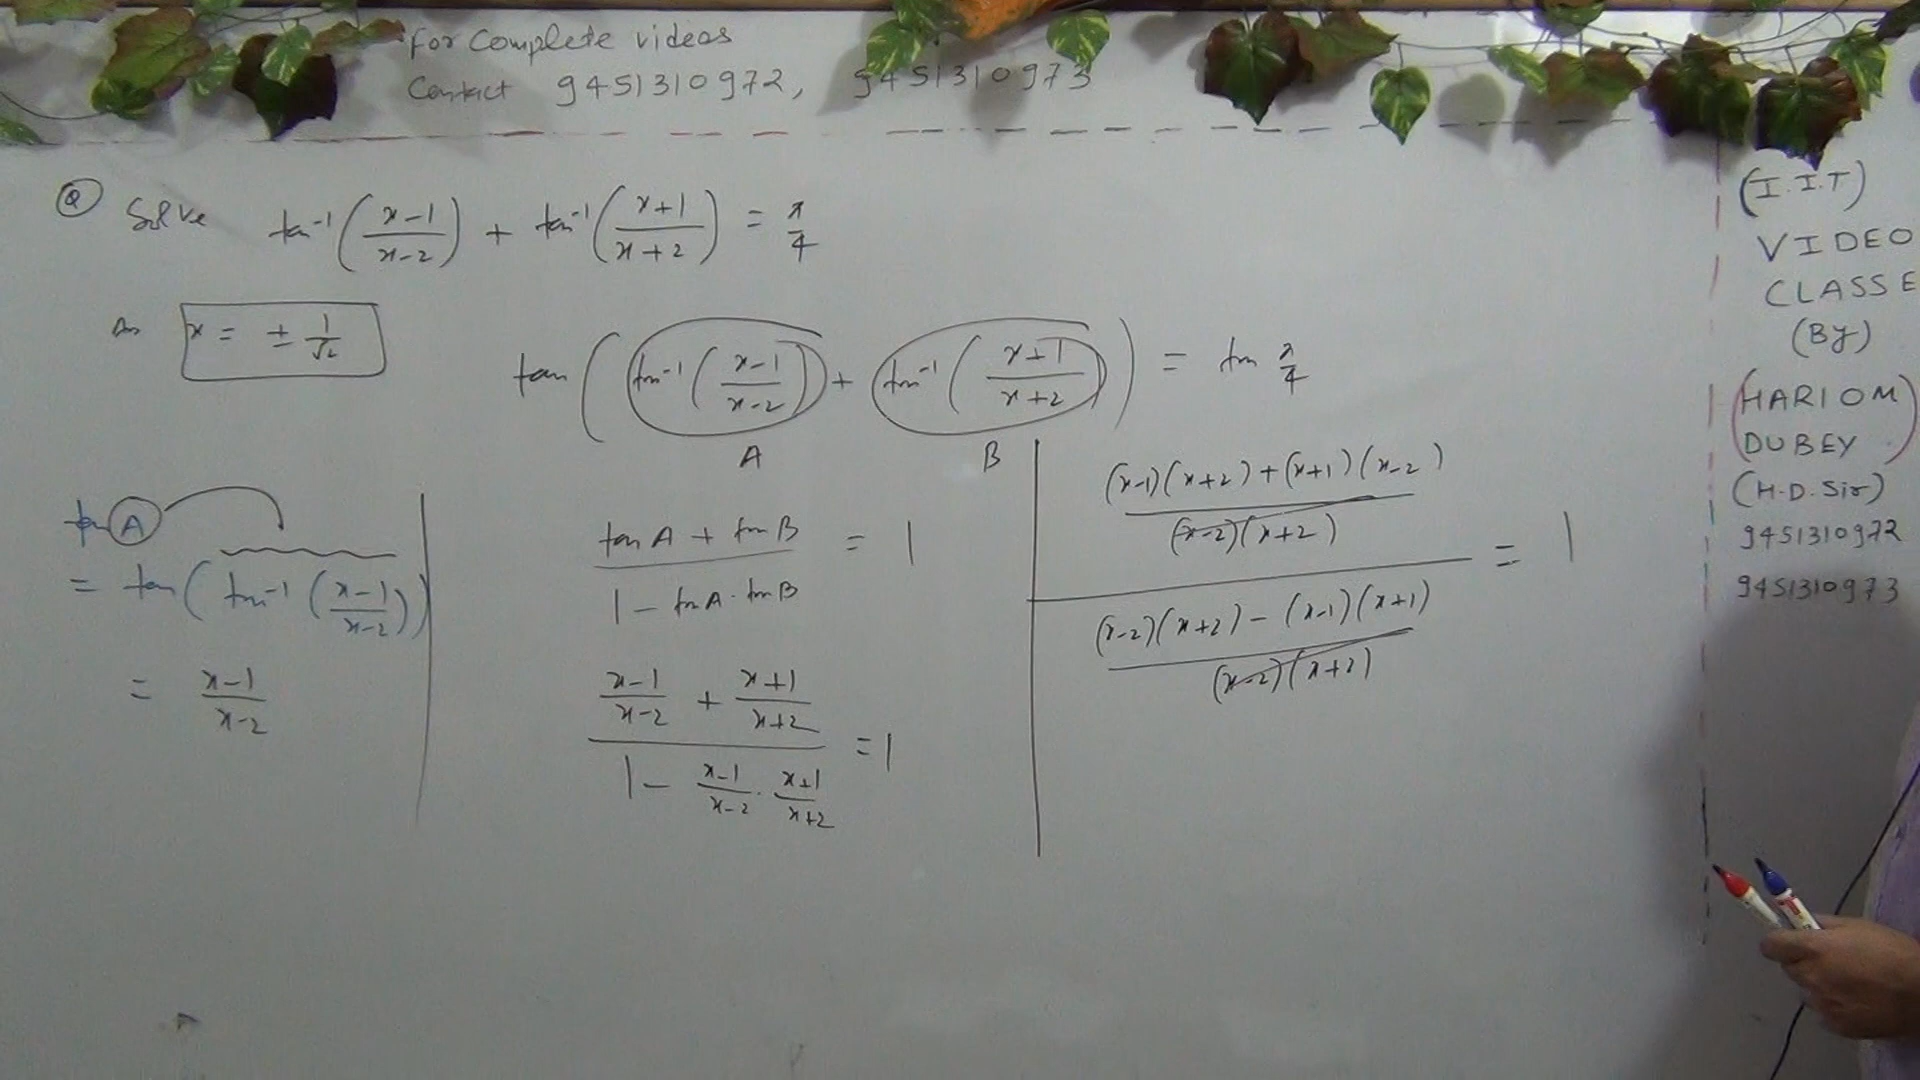 For Complete videos
Contact 9451310972, 9451310973
Q Solve tan⁻¹((x-1)/(x-2)) + tan⁻¹((x+1)/(x+2)) = π/4
An x = ± 1/√2
tan(tan⁻¹((x-1)/(x-2)) + tan⁻¹((x+1)/(x+2))) = tan π/4
A B
tan A
= tan(tan⁻¹((x-1)/(x-2)))
= (x-1)/(x-2)
(tan A + tan B)/(1 - tan A · tan B) = 1
((x-1)/(x-2) + (x+1)/(x+2))/(1 - (x-1)/(x-2) · (x+1)/(x+2)) = 1
(((x-1)(x+2) + (x+1)(x-2))/((x-2)(x+2)))/(((x-2)(x+2) - (x-1)(x+1))/((x-2)(x+2))) = 1
(I.I.T)
VIDEO
CLASSE
(By)
(HARIOM
DUBEY)
(H.D. Sir)
9451310972
9451310973